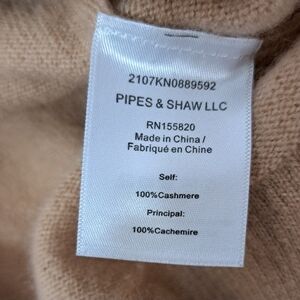 2107KN0889592
PIPES & SHAW LLC
RN155820
Made in China /
Fabriqué en Chine
Self:
100%Cashmere
Principal:
100%Cachemire